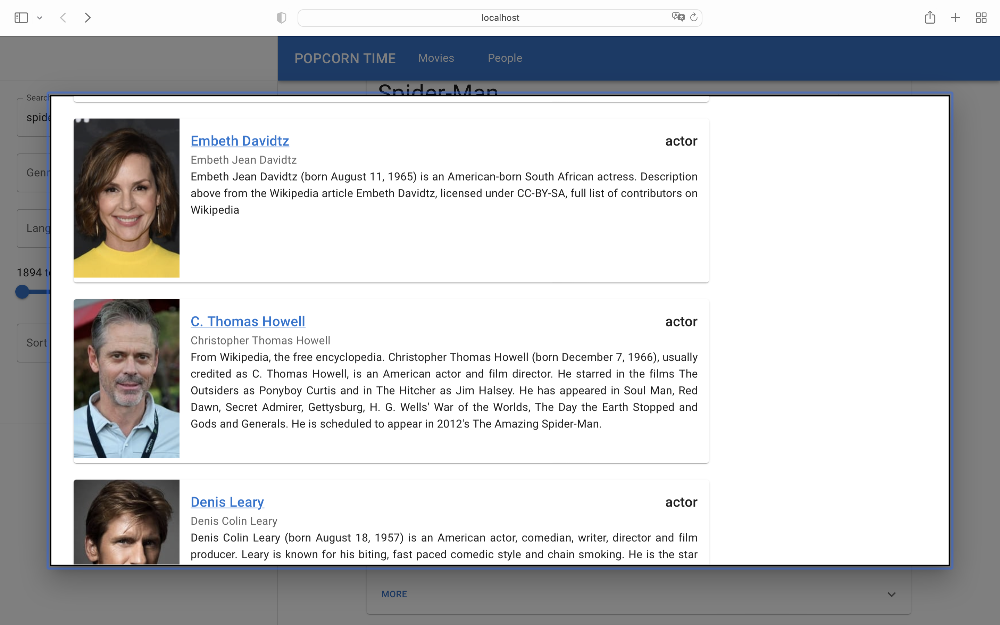 localhost
POPCORN TIME Movies People
Spider-Man
Search
spide
Genr
Lang
1894 to
Sort
Embeth Davidtz actor
Embeth Jean Davidtz
Embeth Jean Davidtz (born August 11, 1965) is an American-born South African actress. Description
above from the Wikipedia article Embeth Davidtz, licensed under CC-BY-SA, full list of contributors on
Wikipedia
C. Thomas Howell actor
Christopher Thomas Howell
From Wikipedia, the free encyclopedia. Christopher Thomas Howell (born December 7, 1966), usually
credited as C. Thomas Howell, is an American actor and film director. He starred in the films The
Outsiders as Ponyboy Curtis and in The Hitcher as Jim Halsey. He has appeared in Soul Man, Red
Dawn, Secret Admirer, Gettysburg, H. G. Wells' War of the Worlds, The Day the Earth Stopped and
Gods and Generals. He is scheduled to appear in 2012's The Amazing Spider-Man.
Denis Leary actor
Denis Colin Leary
Denis Colin Leary (born August 18, 1957) is an American actor, comedian, writer, director and film
producer. Leary is known for his biting, fast paced comedic style and chain smoking. He is the star
MORE